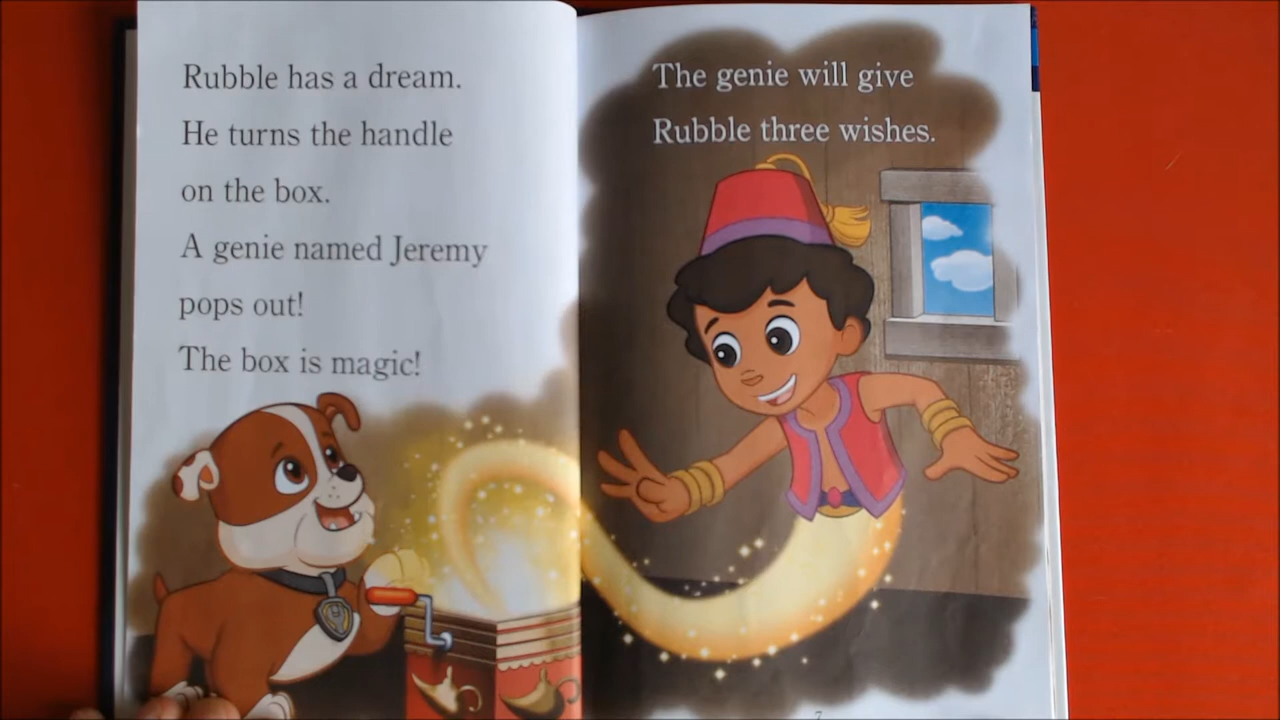 Rubble has a dream.
He turns the handle
on the box.
A genie named Jeremy
pops out!
The box is magic!
The genie will give
Rubble three wishes.
7